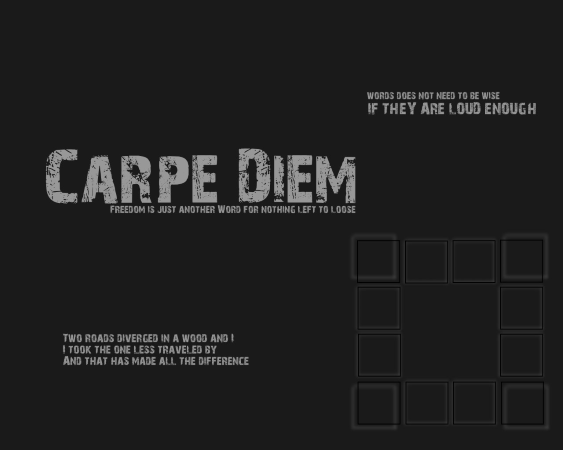 WORDS DOES NOT NEED TO BE WISE
IF THEY ARE LOUD ENOUGH
CARPE DIEM
FREEDOM IS JUST ANOTHER WORD FOR NOTHING LEFT TO LOOSE
TWO ROADS DIVERGED IN A WOOD AND I
I TOOK THE ONE LESS TRAVELED BY
AND THAT HAS MADE ALL THE DIFFERENCE